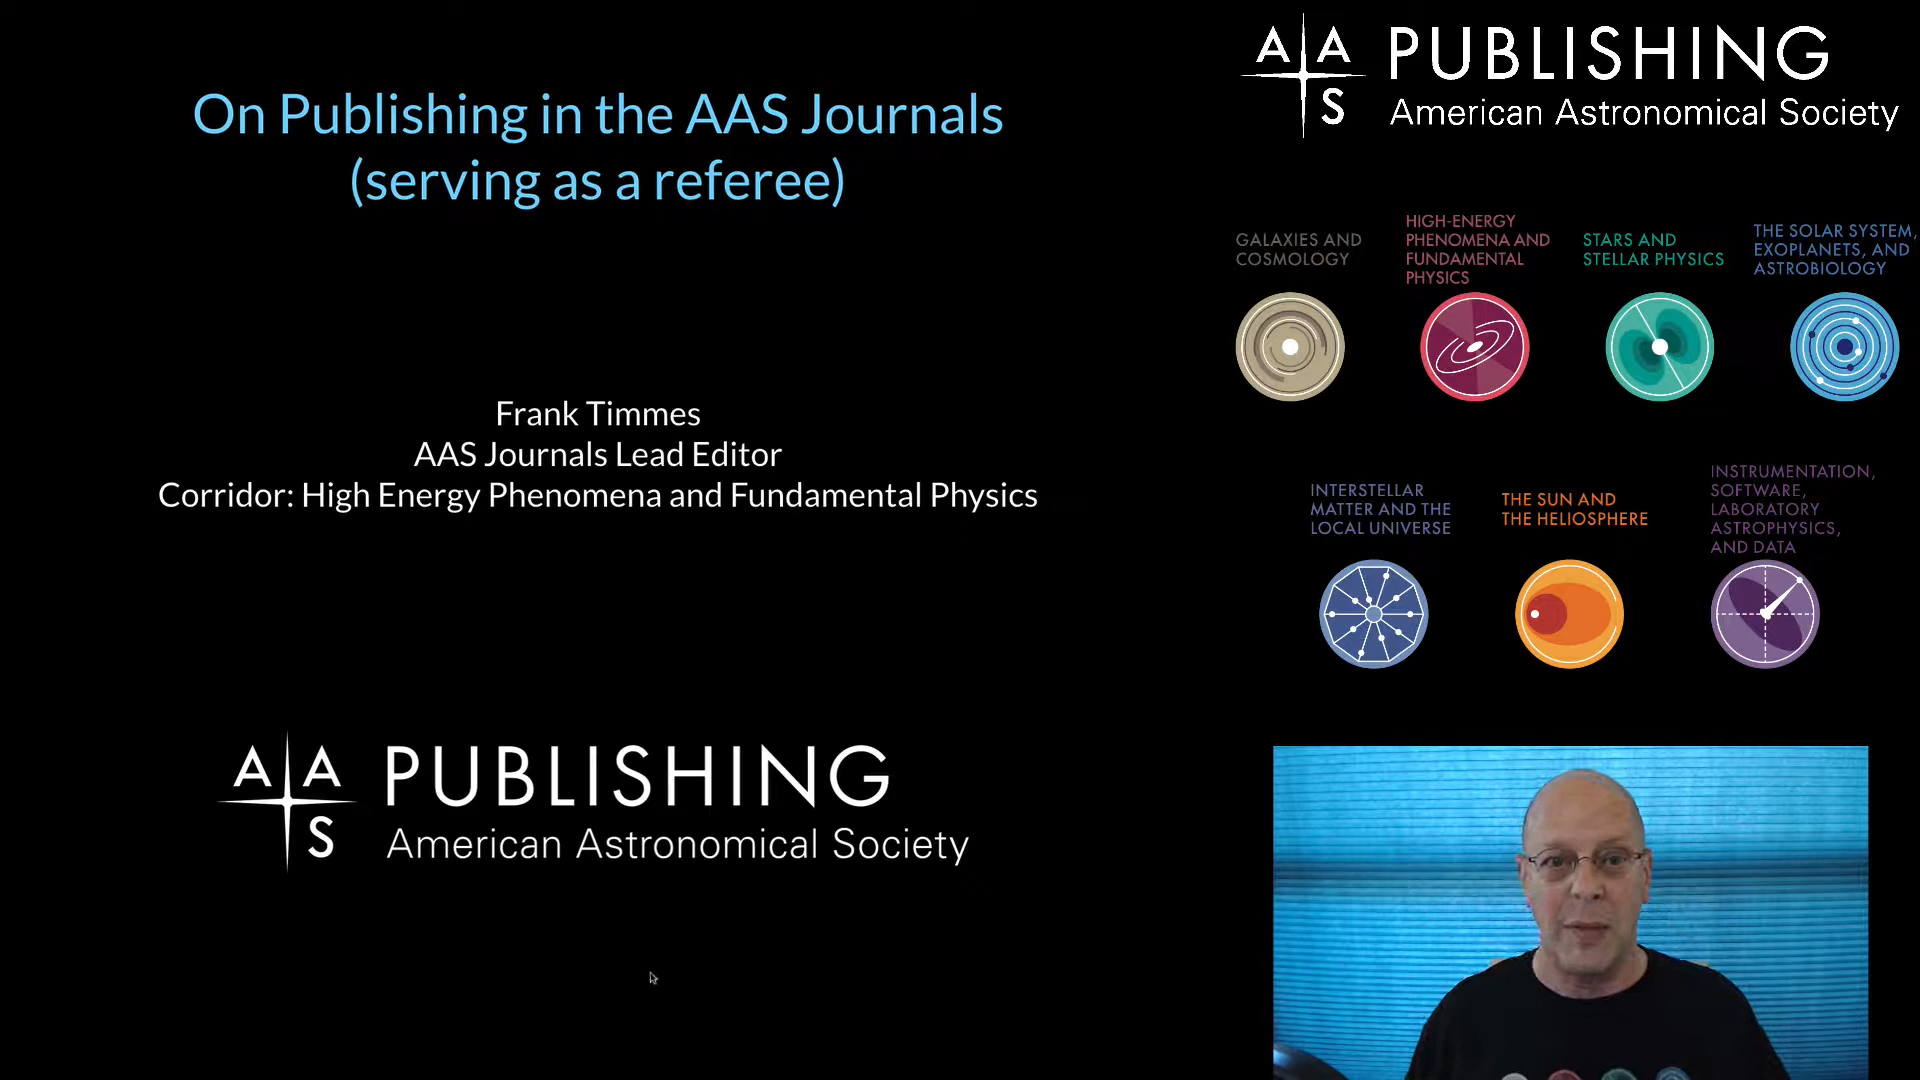 On Publishing in the AAS Journals
(serving as a referee)
Frank Timmes
AAS Journals Lead Editor
Corridor: High Energy Phenomena and Fundamental Physics
A A PUBLISHING
S American Astronomical Society
A A PUBLISHING
S American Astronomical Society
GALAXIES AND
COSMOLOGY
HIGH-ENERGY
PHENOMENA AND
FUNDAMENTAL
PHYSICS
STARS AND
STELLAR PHYSICS
THE SOLAR SYSTEM,
EXOPLANETS, AND
ASTROBIOLOGY
INTERSTELLAR
MATTER AND THE
LOCAL UNIVERSE
THE SUN AND
THE HELIOSPHERE
INSTRUMENTATION,
SOFTWARE,
LABORATORY
ASTROPHYSICS,
AND DATA